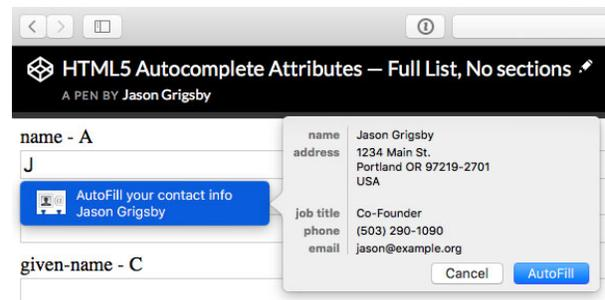 HTML5 Autocomplete Attributes — Full List, No sections
A PEN BY Jason Grigsby
name - A
J
AutoFill your contact info
Jason Grigsby
name Jason Grigsby
address 1234 Main St.
Portland OR 97219-2701
USA
job title Co-Founder
phone (503) 290-1090
email jason@example.org
Cancel AutoFill
given-name - C